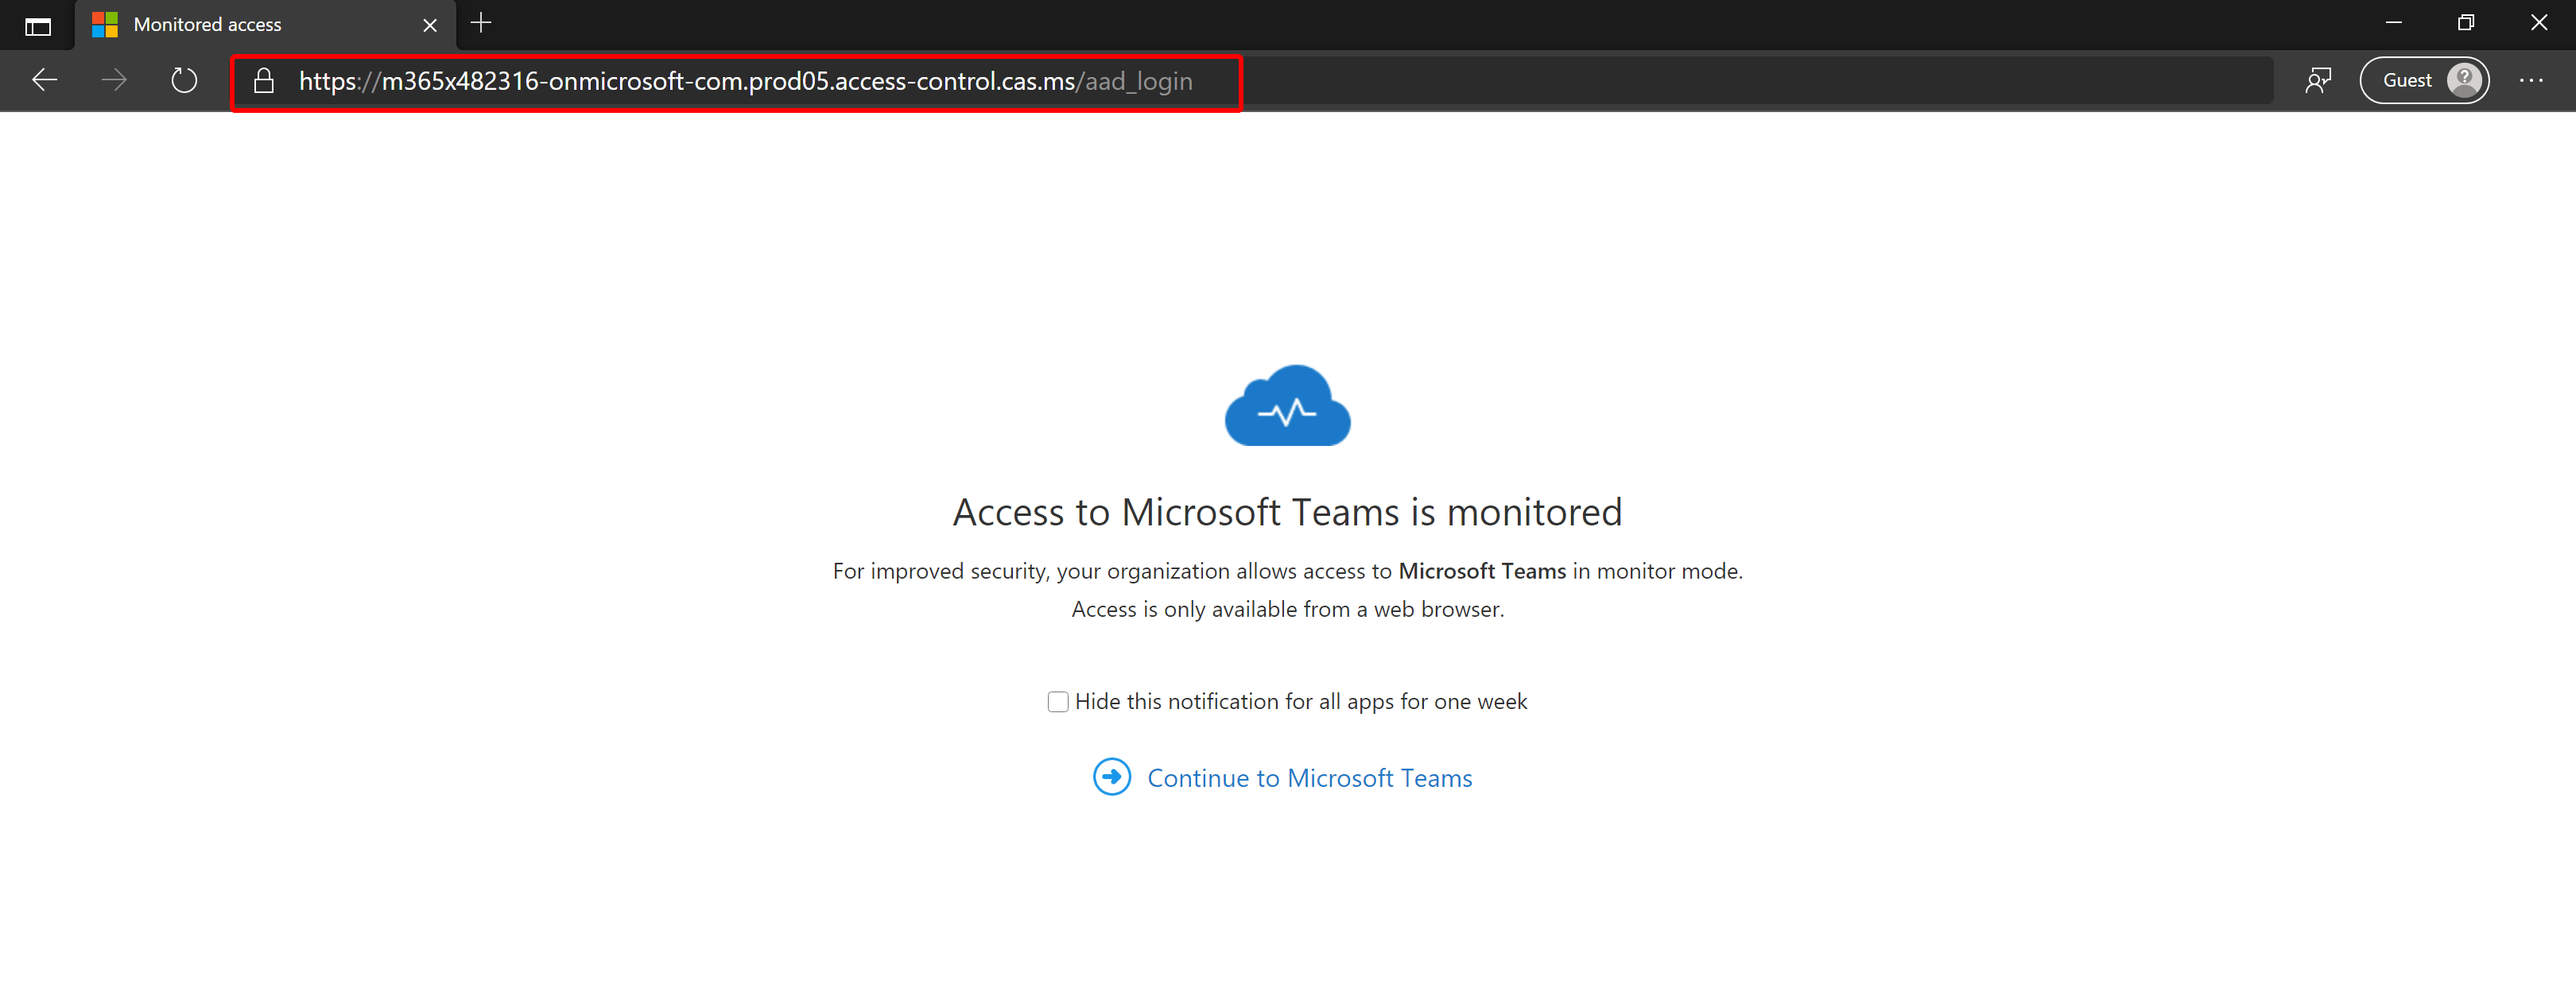 Monitored access
https://m365x482316-onmicrosoft-com.prod05.access-control.cas.ms/aad_login
Guest
Access to Microsoft Teams is monitored
For improved security, your organization allows access to Microsoft Teams in monitor mode.
Access is only available from a web browser.
Hide this notification for all apps for one week
Continue to Microsoft Teams